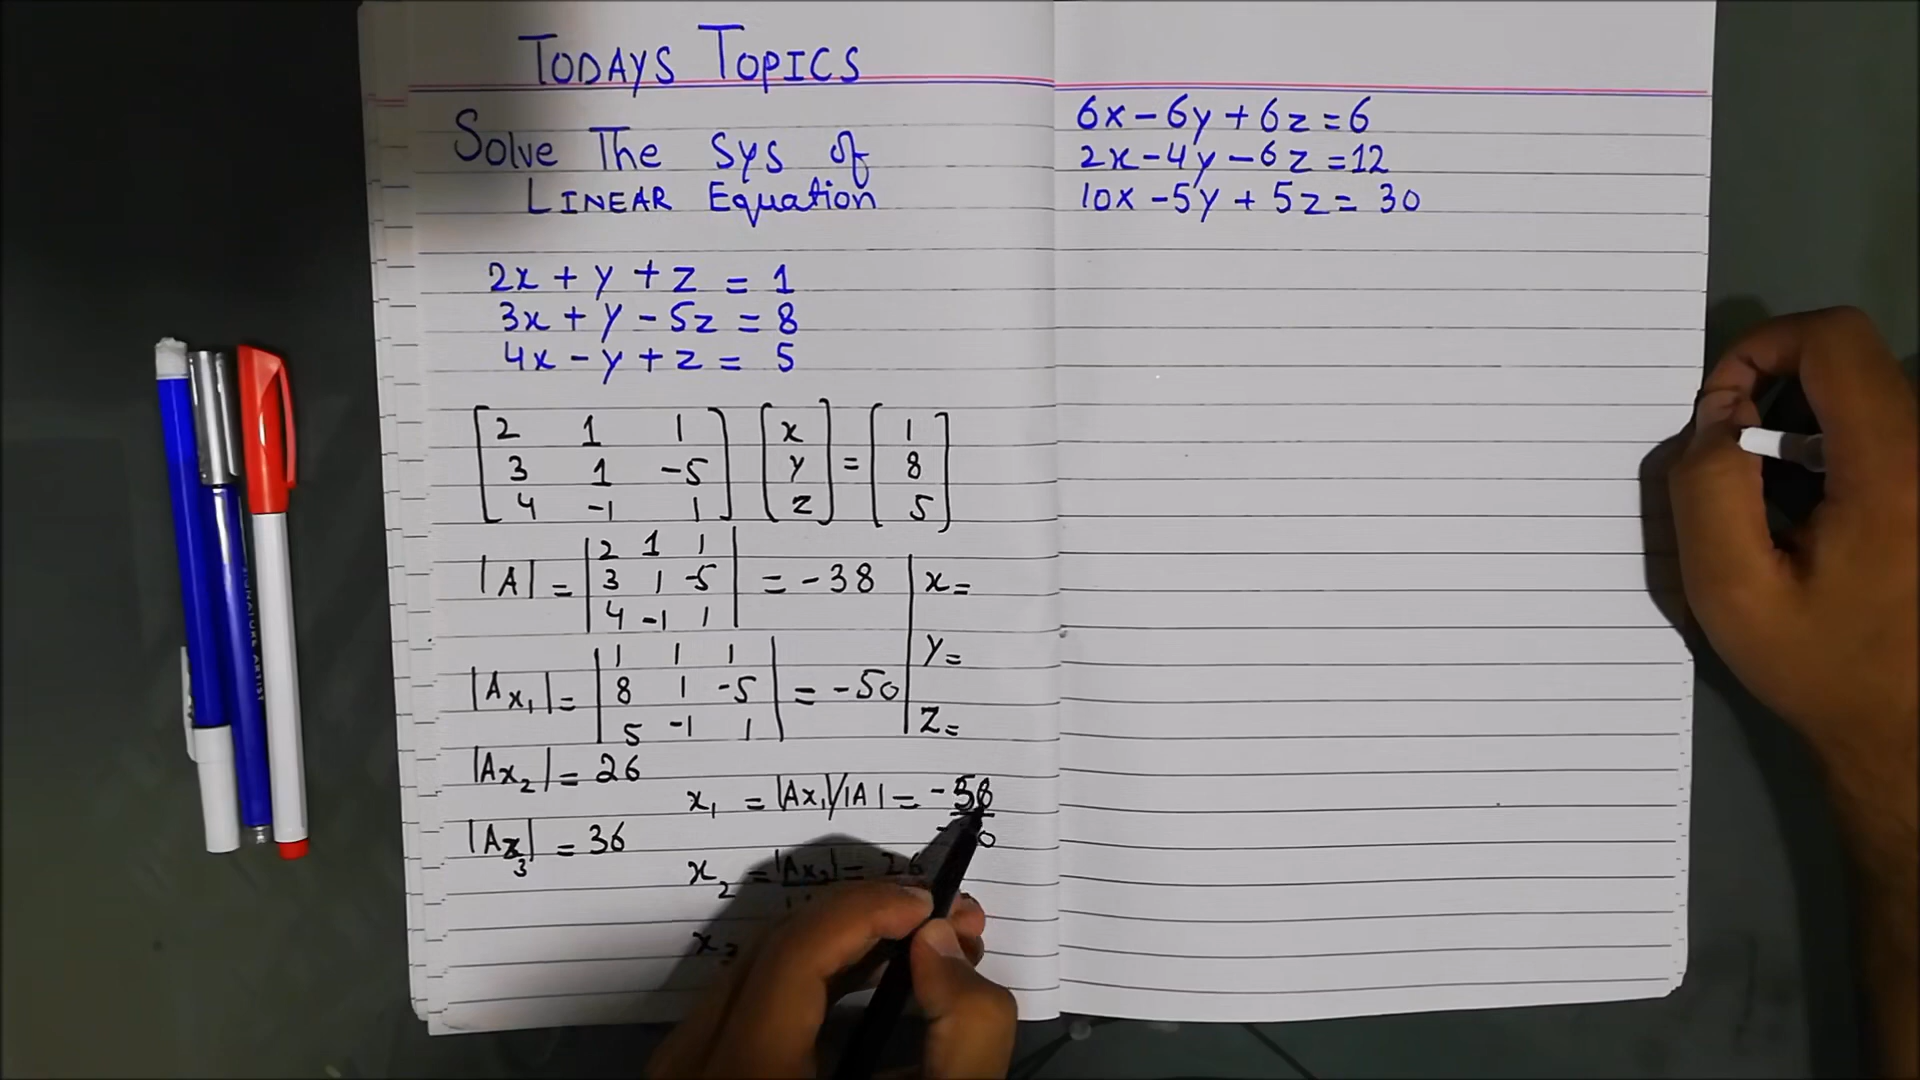 TODAYS TOPICS
Solve The Sys of
LINEAR Equation
2x + y + z = 1
3x + y - 5z = 8
4x - y + z = 5
[2 1 1] [x] = [1]
[3 1 -5] [y] [8]
[4 -1 1] [z] [5]
|A| = |2 1 1| = -38
|3 1 -5|
|4 -1 1|
x =
y =
z =
|Ax₁| = |1 1 1| = -50
|8 1 -5|
|5 -1 1|
|Ax₂| = 26
|Ax₃| = 36
x₁ = |Ax₁|/|A| =
x₂ = |Ax₂| = 26
6x - 6y + 6z = 6
2x - 4y - 6z = 12
10x - 5y + 5z = 30